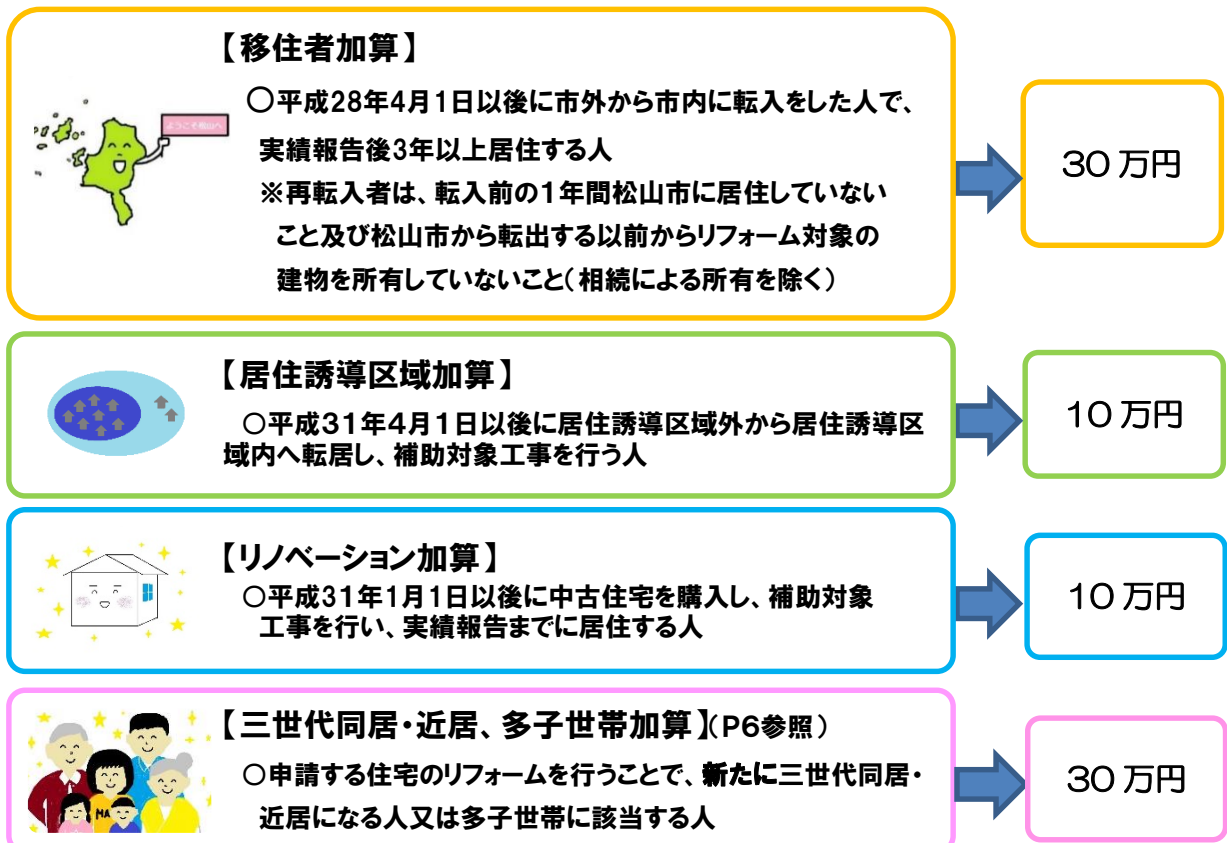 【移住者加算】
ようこそ松山へ
○平成28年4月1日以後に市外から市内に転入をした人で、
実績報告後3年以上居住する人
※再転入者は、転入前の1年間松山市に居住していない
こと及び松山市から転出する以前からリフォーム対象の
建物を所有していないこと(相続による所有を除く)
30万円
【居住誘導区域加算】
○平成31年4月1日以後に居住誘導区域外から居住誘導区
域内へ転居し、補助対象工事を行う人
10万円
【リノベーション加算】
○平成31年1月1日以後に中古住宅を購入し、補助対象
工事を行い、実績報告までに居住する人
10万円
【三世代同居・近居、多子世帯加算】(P6参照)
○申請する住宅のリフォームを行うことで、新たに三世代同居・
近居になる人又は多子世帯に該当する人
MA
30万円